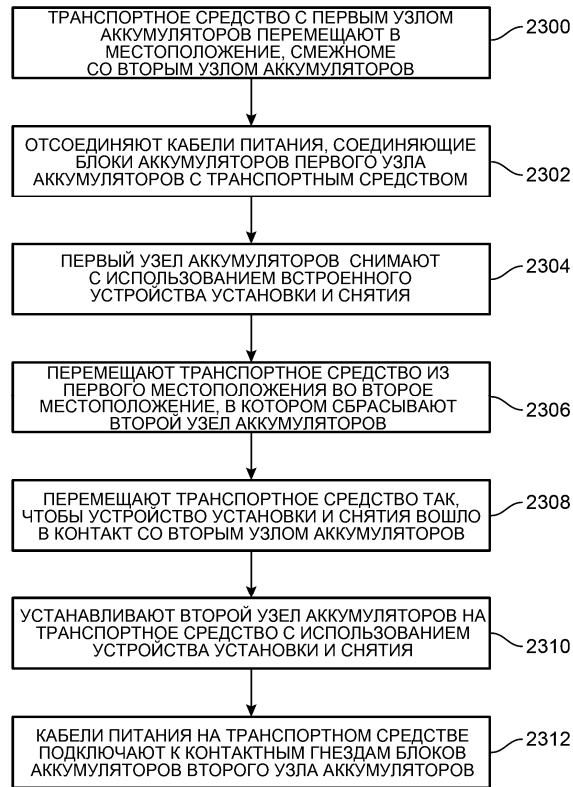 ТРАНСПОРТНОЕ СРЕДСТВО С ПЕРВЫМ УЗЛОМ
АККУМУЛЯТОРОВ ПЕРЕМЕЩАЮТ В
МЕСТОПОЛОЖЕНИЕ, СМЕЖНОМЕ
СО ВТОРЫМ УЗЛОМ АККУМУЛЯТОРОВ
2300
ОТСОЕДИНЯЮТ КАБЕЛИ ПИТАНИЯ, СОЕДИНЯЮЩИЕ
БЛОКИ АККУМУЛЯТОРОВ ПЕРВОГО УЗЛА
АККУМУЛЯТОРОВ С ТРАНСПОРТНЫМ СРЕДСТВОМ
2302
ПЕРВЫЙ УЗЕЛ АККУМУЛЯТОРОВ СНИМАЮТ
С ИСПОЛЬЗОВАНИЕМ ВСТРОЕННОГО
УСТРОЙСТВА УСТАНОВКИ И СНЯТИЯ
2304
ПЕРЕМЕЩАЮТ ТРАНСПОРТНОЕ СРЕДСТВО ИЗ
ПЕРВОГО МЕСТОПОЛОЖЕНИЯ ВО ВТОРОЕ
МЕСТОПОЛОЖЕНИЕ, В КОТОРОМ СБРАСЫВАЮТ
ВТОРОЙ УЗЕЛ АККУМУЛЯТОРОВ
2306
ПЕРЕМЕЩАЮТ ТРАНСПОРТНОЕ СРЕДСТВО ТАК,
ЧТОБЫ УСТРОЙСТВО УСТАНОВКИ И СНЯТИЯ ВОШЛО
В КОНТАКТ СО ВТОРЫМ УЗЛОМ АККУМУЛЯТОРОВ
2308
УСТАНАВЛИВАЮТ ВТОРОЙ УЗЕЛ АККУМУЛЯТОРОВ НА
ТРАНСПОРТНОЕ СРЕДСТВО С ИСПОЛЬЗОВАНИЕМ
УСТРОЙСТВА УСТАНОВКИ И СНЯТИЯ
2310
КАБЕЛИ ПИТАНИЯ НА ТРАНСПОРТНОМ СРЕДСТВЕ
ПОДКЛЮЧАЮТ К КОНТАКТНЫМ ГНЕЗДАМ БЛОКОВ
АККУМУЛЯТОРОВ ВТОРОГО УЗЛА АККУМУЛЯТОРОВ
2312